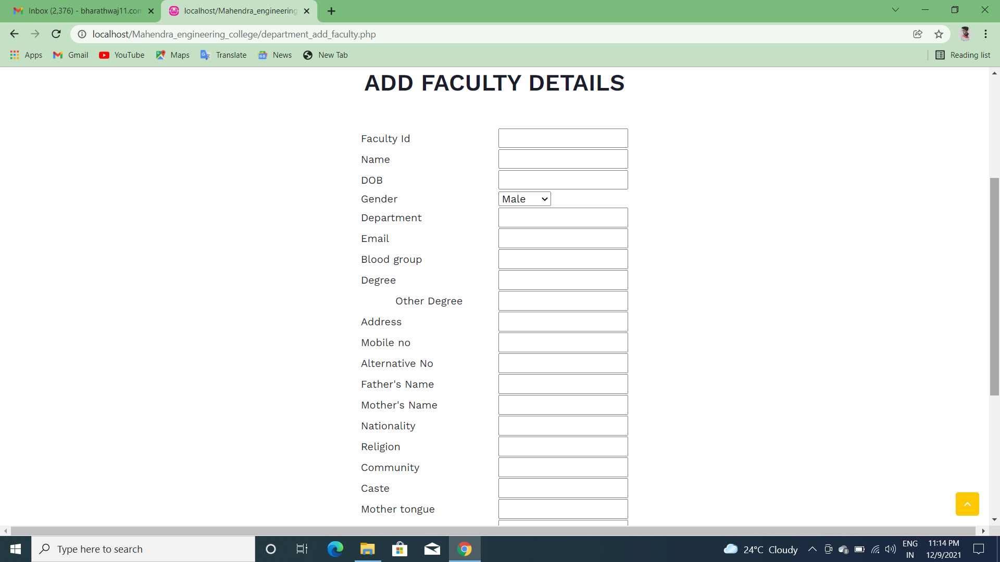 Inbox (2,376) - bharathwaj11.com
localhost/Mahendra_engineering
localhost/Mahendra_engineering_college/department_add_faculty.php
Apps Gmail YouTube Maps Translate News New Tab Reading list
ADD FACULTY DETAILS
Faculty Id
Name
DOB
Gender Male
Department
Email
Blood group
Degree
Other Degree
Address
Mobile no
Alternative No
Father's Name
Mother's Name
Nationality
Religion
Community
Caste
Mother tongue
Type here to search
24°C Cloudy
ENG
IN
11:14 PM
12/9/2021